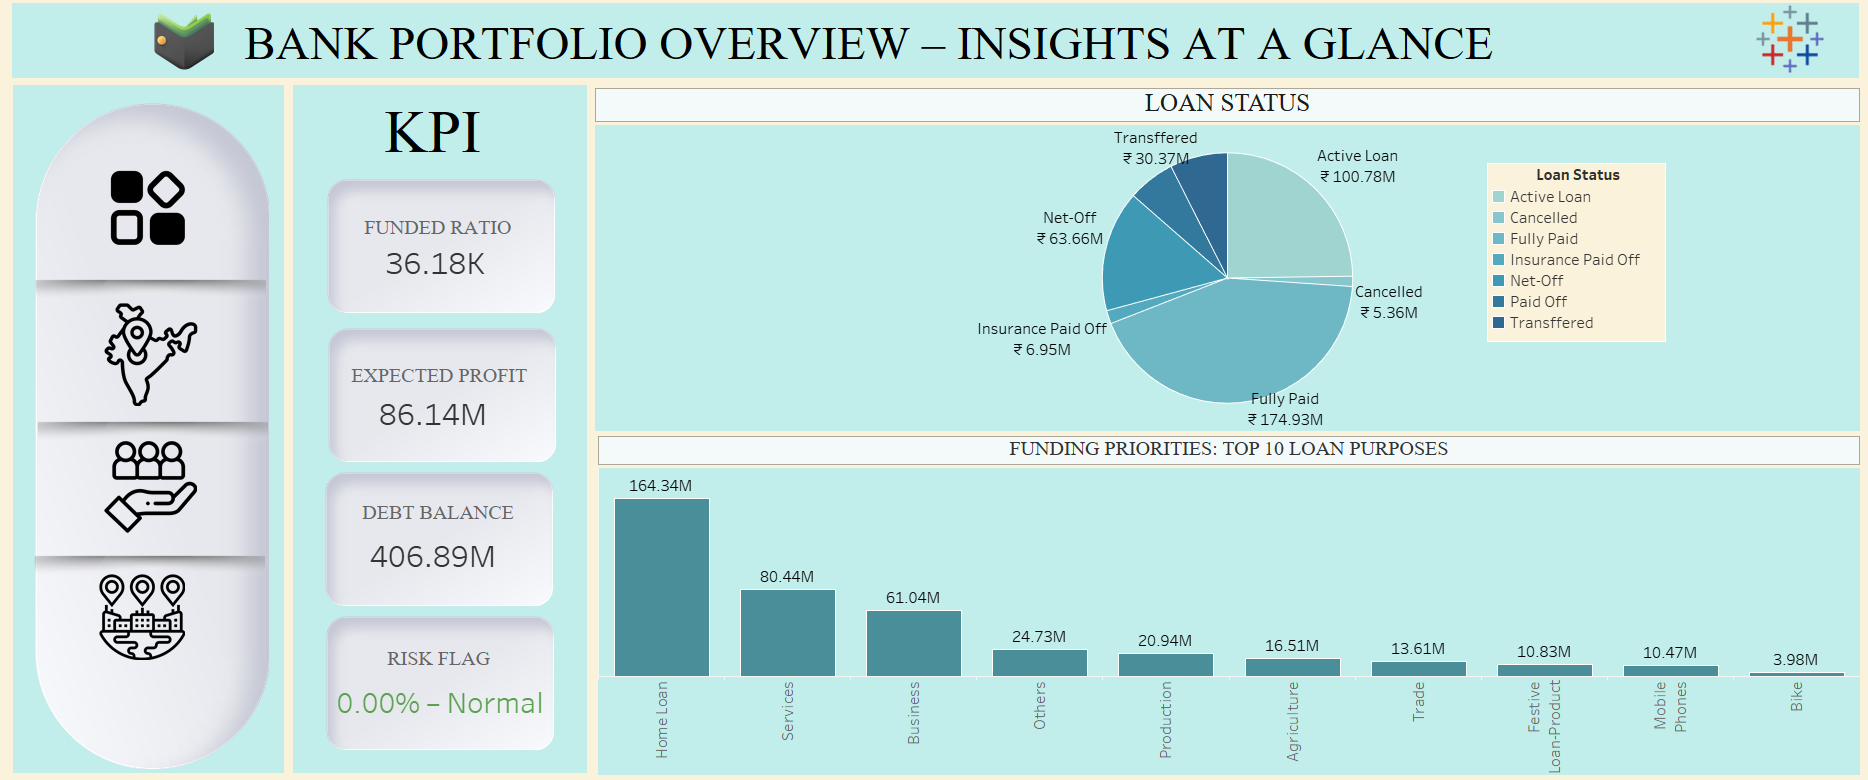 BANK PORTFOLIO OVERVIEW – INSIGHTS AT A GLANCE
KPI
FUNDED RATIO
36.18K
EXPECTED PROFIT
86.14M
DEBT BALANCE
406.89M
RISK FLAG
0.00% – Normal
LOAN STATUS
Transffered
₹ 30.37M
Active Loan
₹ 100.78M
Net-Off
₹ 63.66M
Cancelled
₹ 5.36M
Insurance Paid Off
₹ 6.95M
Fully Paid
₹ 174.93M
Loan Status
Active Loan
Cancelled
Fully Paid
Insurance Paid Off
Net-Off
Paid Off
Transffered
FUNDING PRIORITIES: TOP 10 LOAN PURPOSES
164.34M
80.44M
61.04M
24.73M
20.94M
16.51M
13.61M
10.83M
10.47M
3.98M
Home Loan
Services
Business
Others
Production
Agriculture
Trade
Festive
Loan-Product
Mobile
Phones
Bike